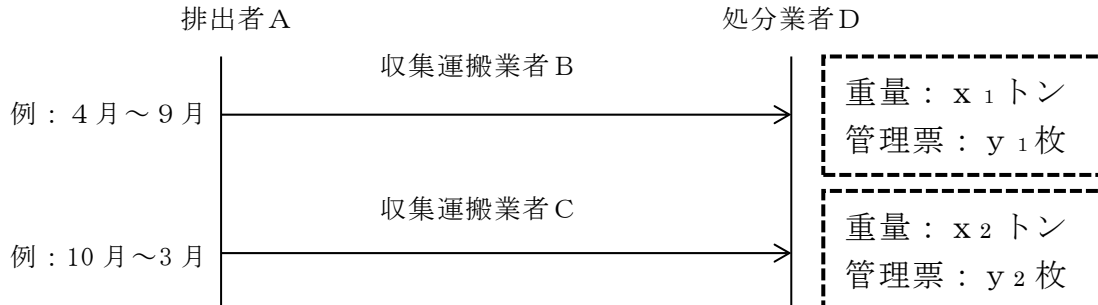 排出者A 処分業者D
収集運搬業者B
例:4月～9月
重量:x1トン
管理票:y1枚
収集運搬業者C
例:10月～3月
重量:x2トン
管理票:y2枚